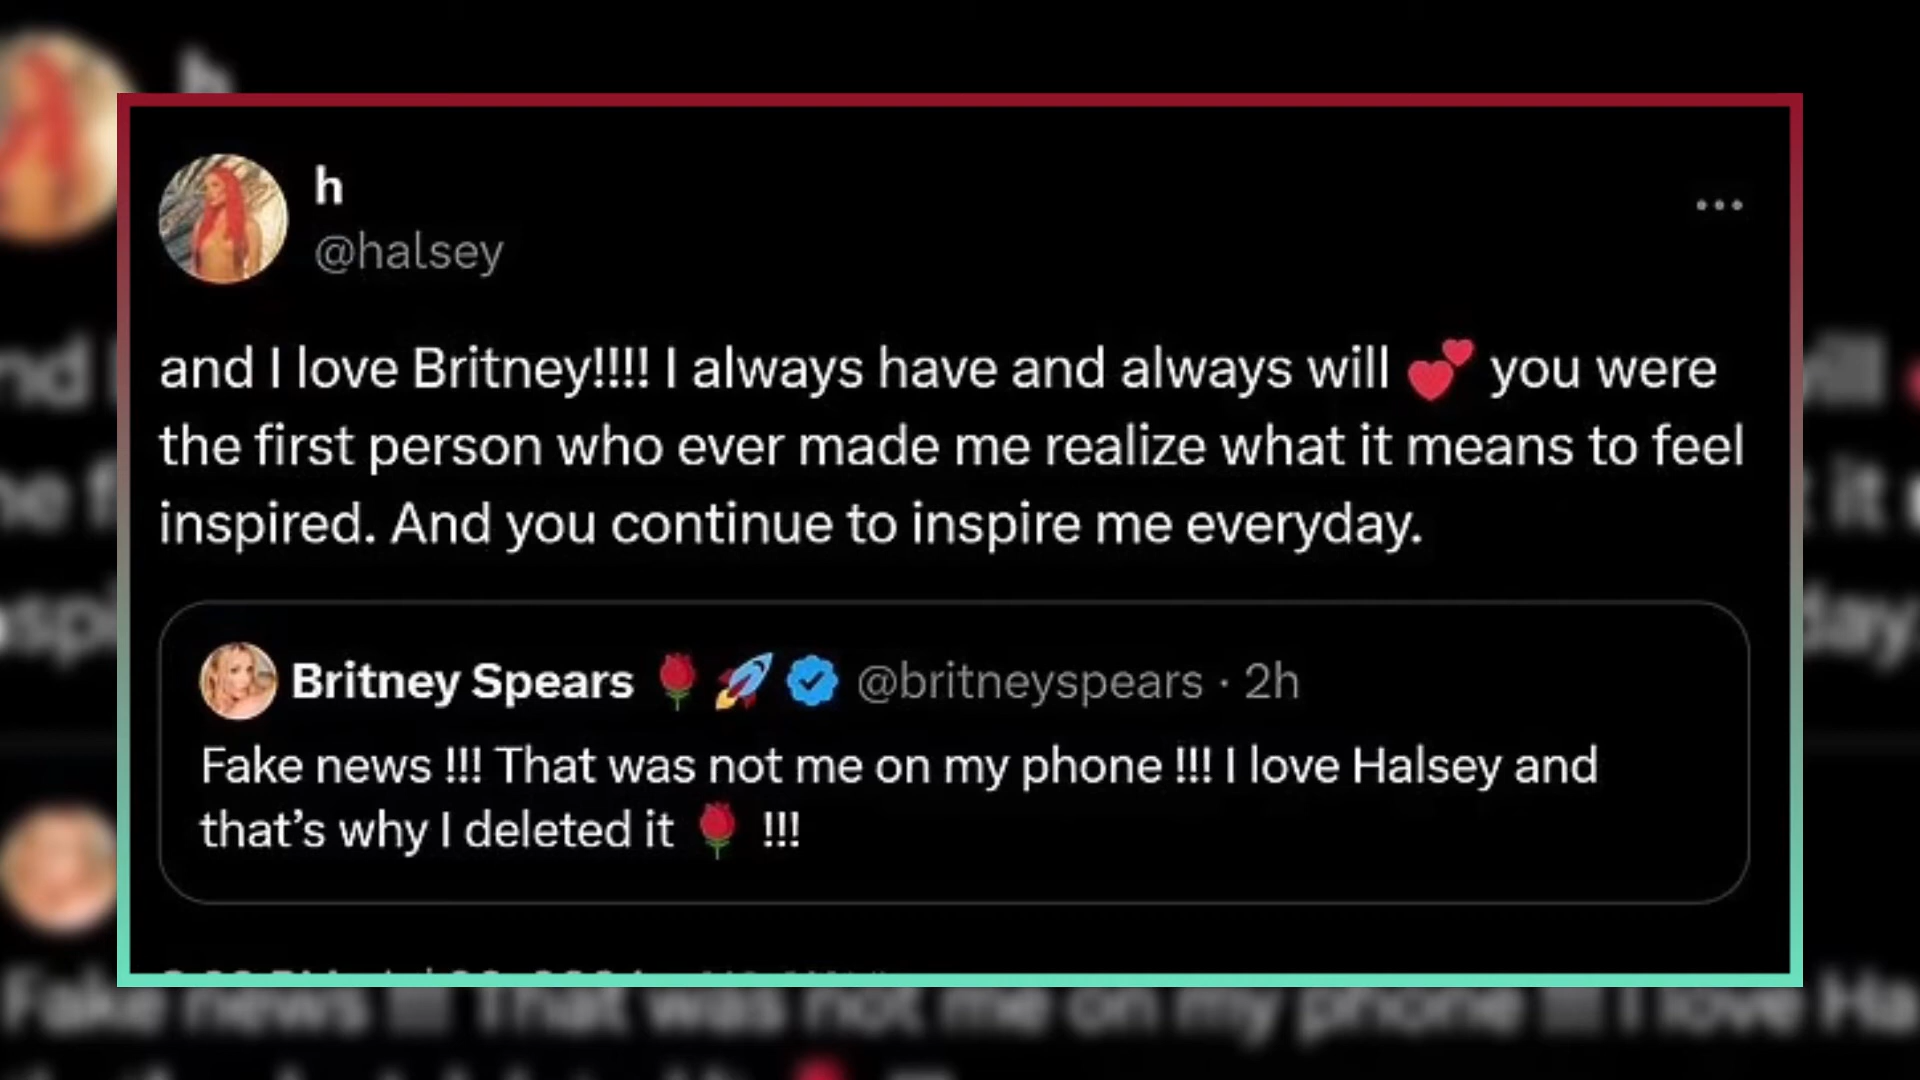 h
@halsey
and I love Britney!!!! I always have and always will 💕 you were
the first person who ever made me realize what it means to feel
inspired. And you continue to inspire me everyday.
Britney Spears 🌹🚀 @britneyspears · 2h
Fake news !!! That was not me on my phone !!! I love Halsey and
that’s why I deleted it 🌹 !!!